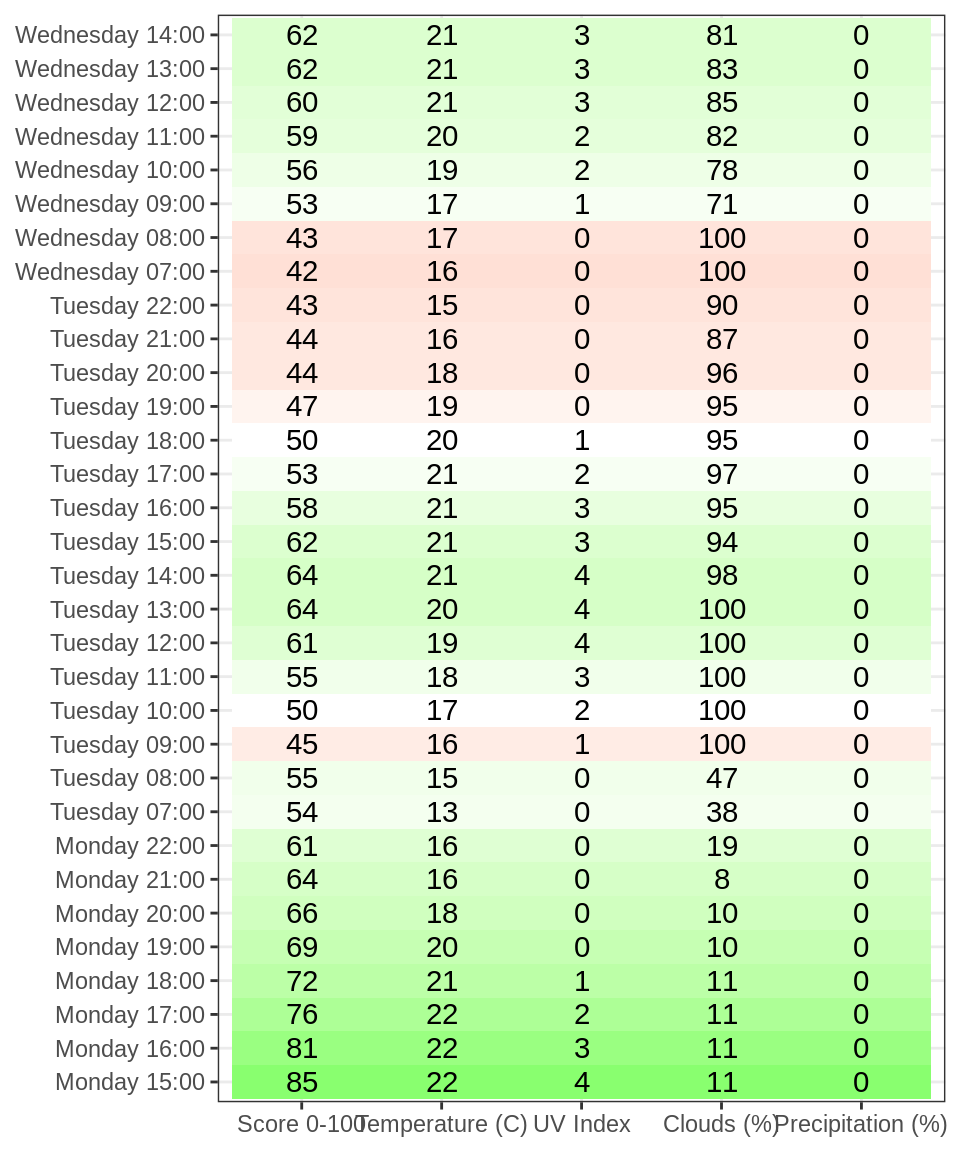 Wednesday 14:00 62 21 3 81 0
Wednesday 13:00 62 21 3 83 0
Wednesday 12:00 60 21 3 85 0
Wednesday 11:00 59 20 2 82 0
Wednesday 10:00 56 19 2 78 0
Wednesday 09:00 53 17 1 71 0
Wednesday 08:00 43 17 0 100 0
Wednesday 07:00 42 16 0 100 0
Tuesday 22:00 43 15 0 90 0
Tuesday 21:00 44 16 0 87 0
Tuesday 20:00 44 18 0 96 0
Tuesday 19:00 47 19 0 95 0
Tuesday 18:00 50 20 1 95 0
Tuesday 17:00 53 21 2 97 0
Tuesday 16:00 58 21 3 95 0
Tuesday 15:00 62 21 3 94 0
Tuesday 14:00 64 21 4 98 0
Tuesday 13:00 64 20 4 100 0
Tuesday 12:00 61 19 4 100 0
Tuesday 11:00 55 18 3 100 0
Tuesday 10:00 50 17 2 100 0
Tuesday 09:00 45 16 1 100 0
Tuesday 08:00 55 15 0 47 0
Tuesday 07:00 54 13 0 38 0
Monday 22:00 61 16 0 19 0
Monday 21:00 64 16 0 8 0
Monday 20:00 66 18 0 10 0
Monday 19:00 69 20 0 10 0
Monday 18:00 72 21 1 11 0
Monday 17:00 76 22 2 11 0
Monday 16:00 81 22 3 11 0
Monday 15:00 85 22 4 11 0
Score 0-100 Temperature (C) UV Index Clouds (%) Precipitation (%)